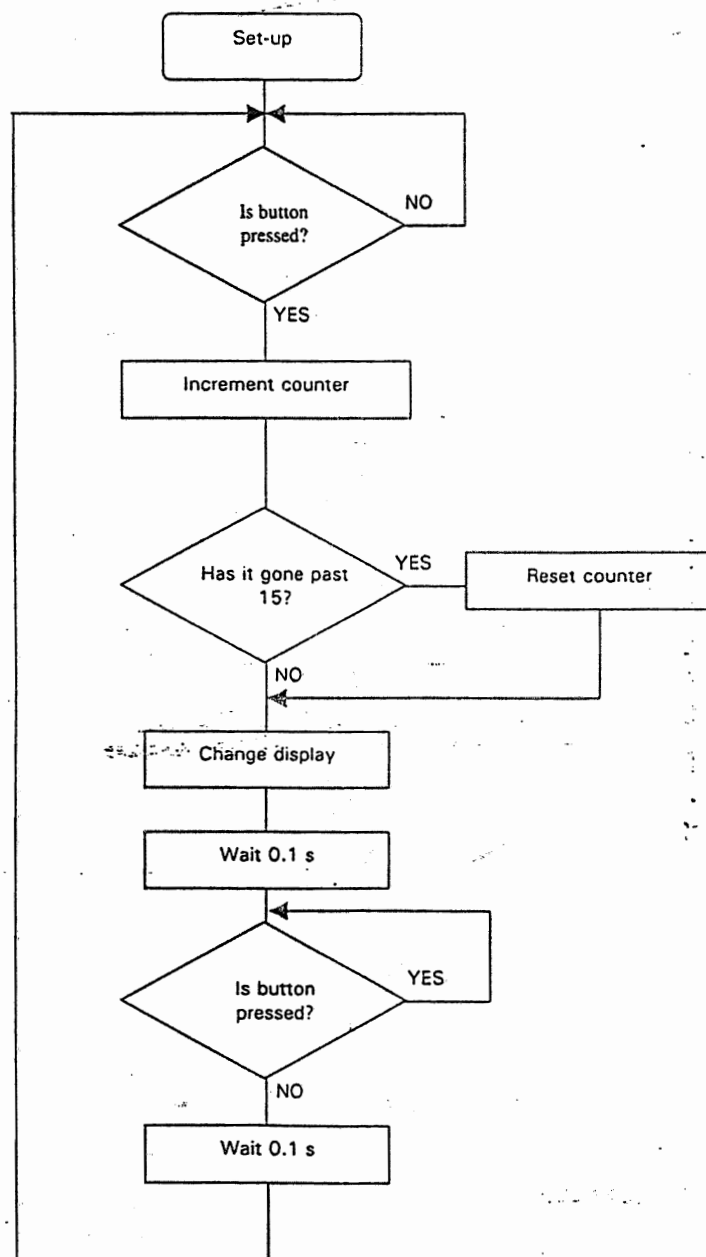 Set-up
Is button
pressed?
NO
YES
Increment counter
Has it gone past
15?
YES
Reset counter
NO
Change display
Wait 0.1 s
Is button
pressed?
YES
NO
Wait 0.1 s